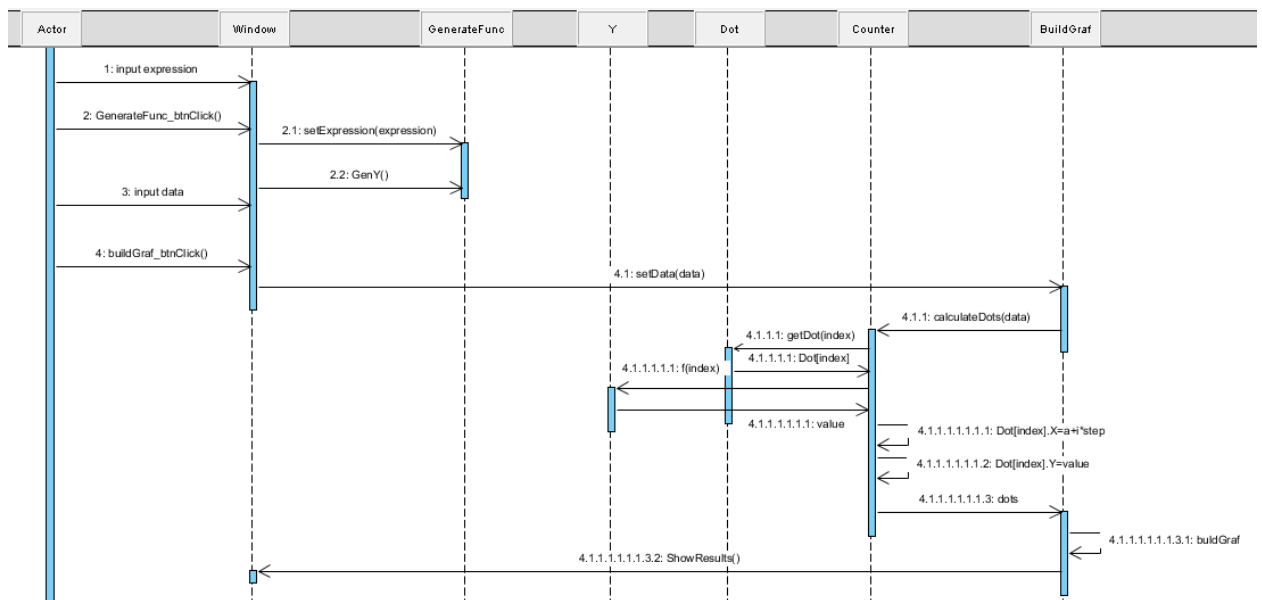 Actor
Window
GenerateFunc
Y
Dot
Counter
BuildGraf
1: input expression
2: GenerateFunc_btnClick()
2.1: setExpression(expression)
2.2: GenY()
3: input data
4: buildGraf_btnClick()
4.1: setData(data)
4.1.1: calculateDots(data)
4.1.1.1: getDot(index)
4.1.1.1.1: Dot[index]
4.1.1.1.1.1: f(index)
4.1.1.1.1.1.1: value
4.1.1.1.1.1.1.1: Dot[index].X=a+i*step
4.1.1.1.1.1.1.2: Dot[index].Y=value
4.1.1.1.1.1.1.3: dots
4.1.1.1.1.1.1.3.1: buldGraf
4.1.1.1.1.1.1.3.2: ShowResults()